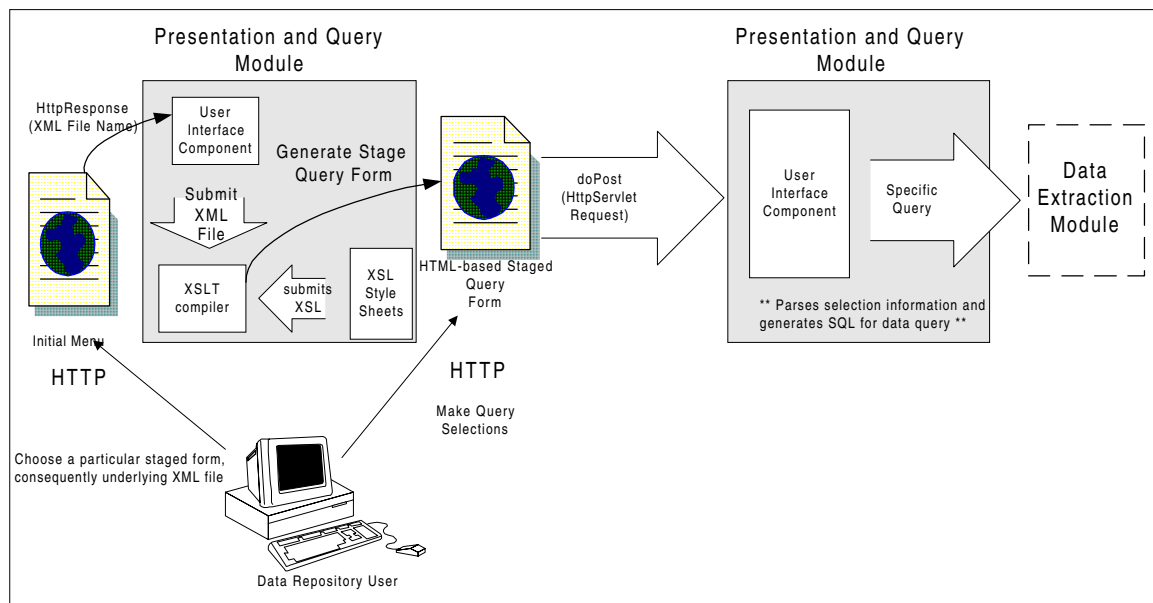 Presentation and Query
Module
HttpResponse
(XML File Name)
User
Interface
Component
Generate Stage
Query Form
Submit
XML
File
XSLT
compiler
submits
XSL
XSL
Style
Sheets
Initial Menu
HTTP
Choose a particular staged form,
consequently underlying XML file
Data Repository User
HTML-based Staged
Query
Form
HTTP
Make Query
Selections
doPost
(HttpServlet
Request)
Presentation and Query
Module
User
Interface
Component
Specific
Query
** Parses selection information and
generates SQL for data query **
Data
Extraction
Module